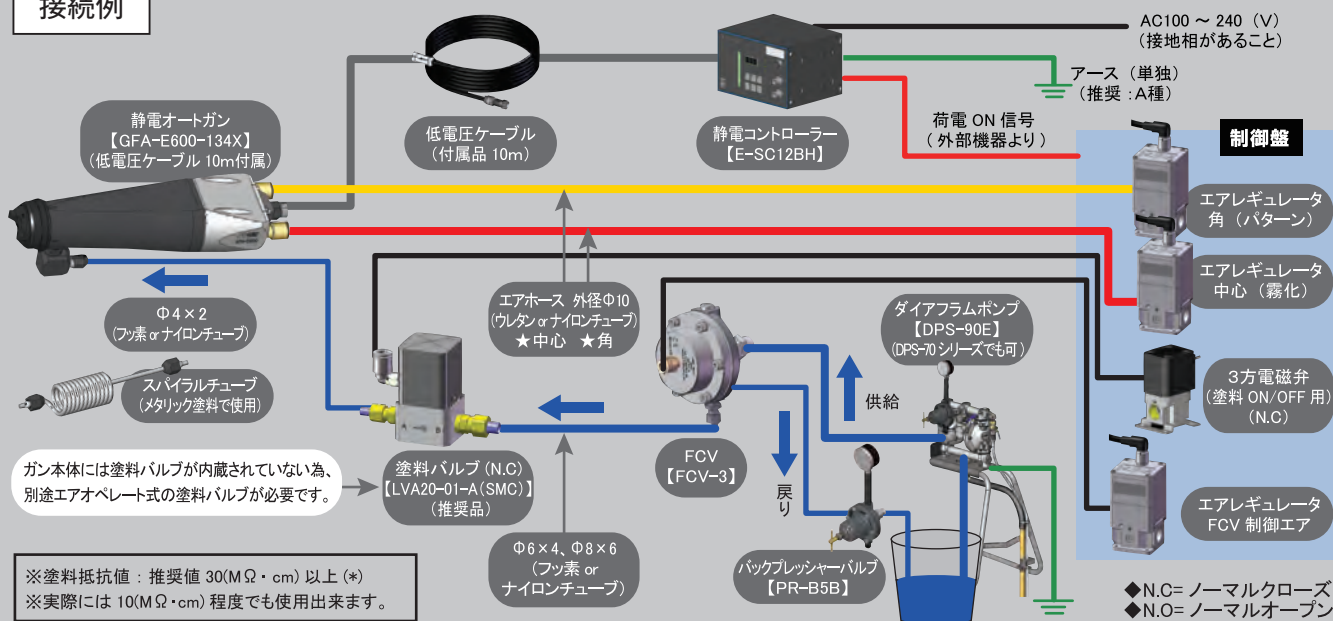 接続例
AC100 ～ 240 (V)
(接地相があること)
アース (単独)
(推奨 : A種)
荷電 ON 信号
(外部機器より)
制御盤
静電オートガン
【GFA-E600-134X】
(低電圧ケーブル 10m付属)
低電圧ケーブル
(付属品 10m)
静電コントローラー
【E-SC12BH】
エアレギュレータ
角 (パターン)
エアレギュレータ
中心 (霧化)
Φ4×2
(フッ素 or ナイロンチューブ)
エアホース 外径Φ10
(ウレタン or ナイロンチューブ)
★中心 ★角
ダイアフラムポンプ
【DPS-90E】
(DPS-70 シリーズでも可)
スパイラルチューブ
(メタリック塗料で使用)
供給
3方電磁弁
(塗料 ON/OFF 用)
(N.C)
ガン本体には塗料バルブが内蔵されていない為、
別途エアオペレート式の塗料バルブが必要です。
塗料バルブ (N.C)
【LVA20-01-A(SMC)】
(推奨品)
FCV
【FCV-3】
戻り
エアレギュレータ
FCV 制御エア
Φ6×4、Φ8×6
(フッ素 or
ナイロンチューブ)
バックプレッシャーバルブ
【PR-B5B】
※塗料抵抗値 : 推奨値 30(MΩ・cm) 以上 (*)
※実際には 10(MΩ・cm) 程度でも使用出来ます。
◆N.C= ノーマルクローズ
◆N.O= ノーマルオープン